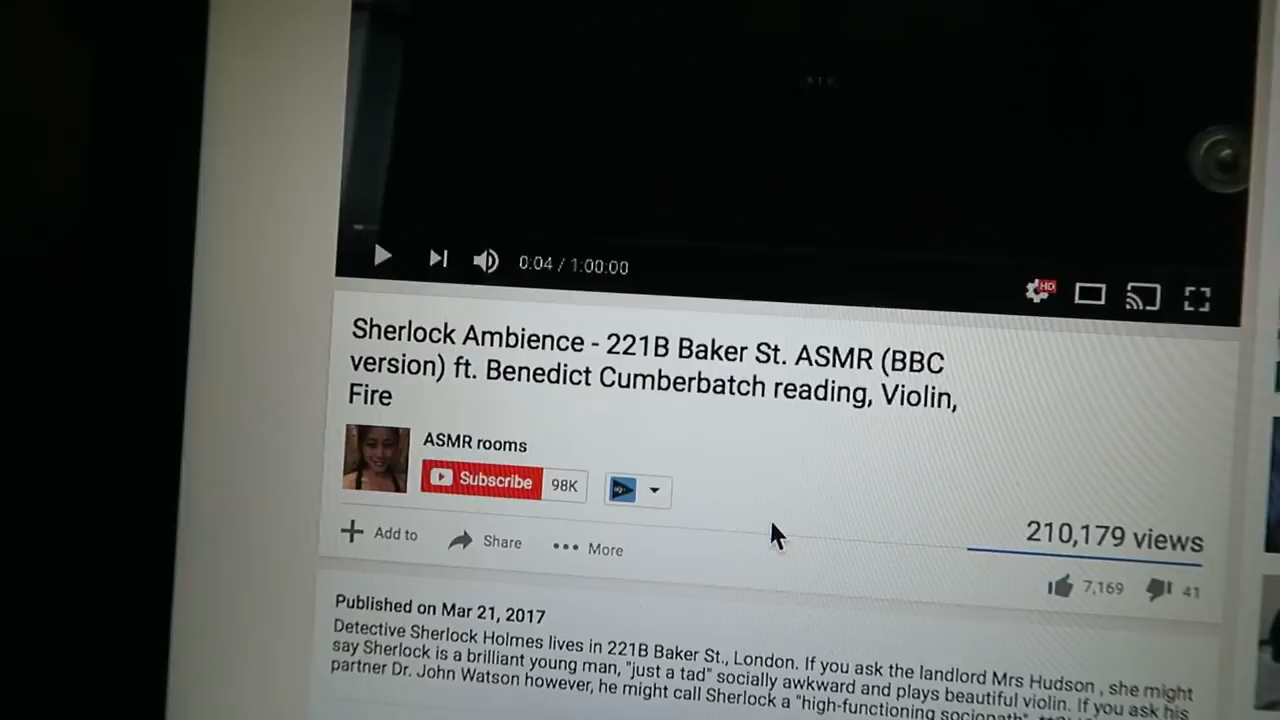 0:04 / 1:00:00
HD
Sherlock Ambience - 221B Baker St. ASMR (BBC
version) ft. Benedict Cumberbatch reading, Violin,
Fire
ASMR rooms
Subscribe 98K
210,179 views
Add to Share More
7,169 41
Published on Mar 21, 2017
Detective Sherlock Holmes lives in 221B Baker St., London. If you ask the landlord Mrs Hudson , she might
say Sherlock is a brilliant young man, "just a tad" socially awkward and plays beautiful violin. If you ask his
partner Dr. John Watson however, he might call Sherlock a "high-functioning sociopath".